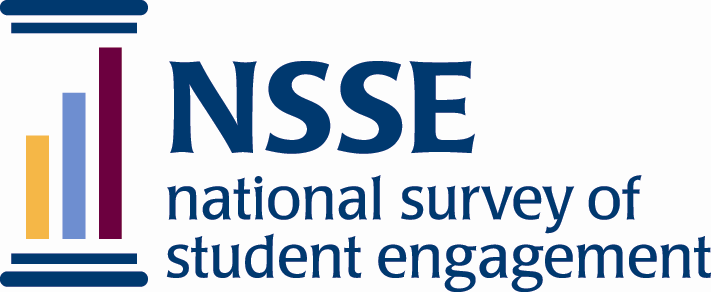 NSSE
national survey of
student engagement